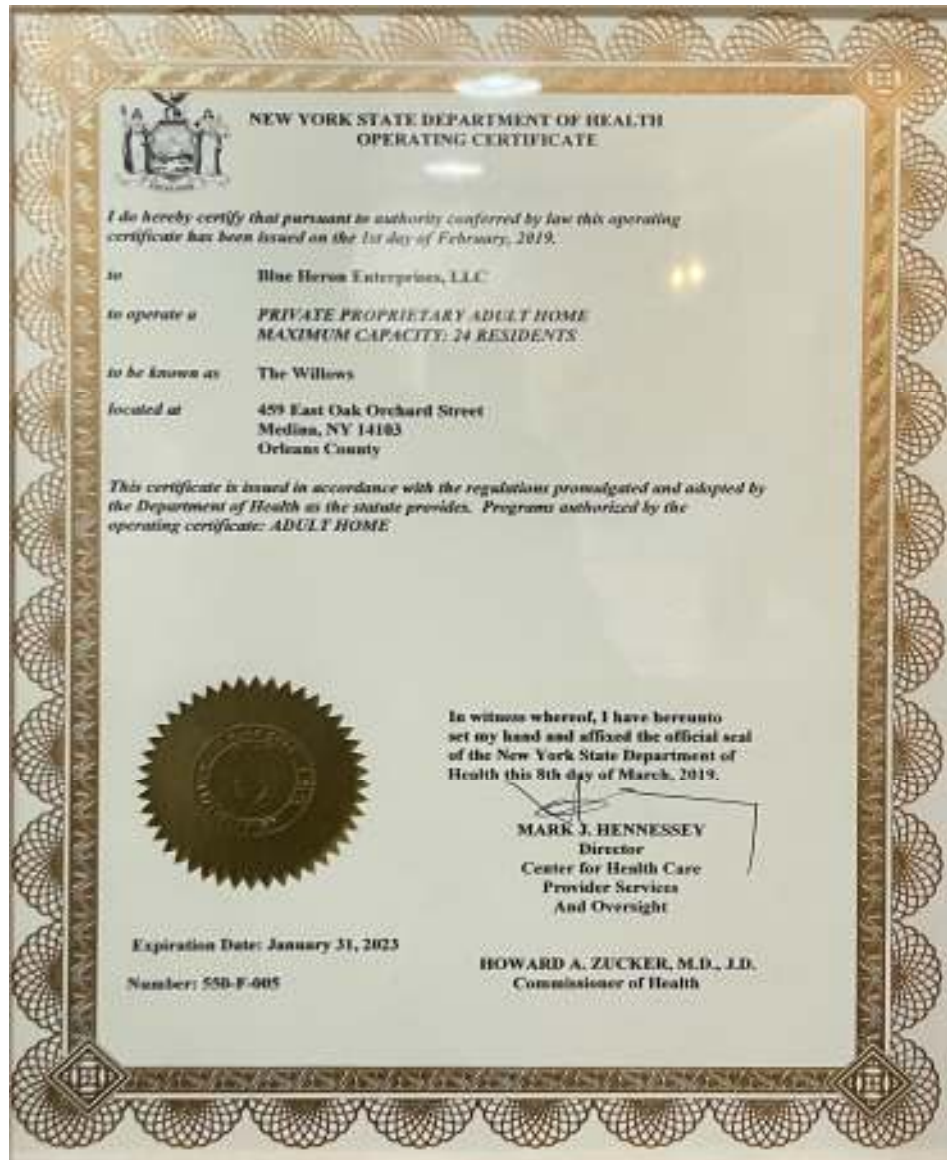 NEW YORK STATE DEPARTMENT OF HEALTH
OPERATING CERTIFICATE
I do hereby certify that pursuant to authority conferred by law this operating
certificate has been issued on the 1st day of February, 2019.
to Blue Heron Enterprises, LLC
to operate a PRIVATE PROPRIETARY ADULT HOME
MAXIMUM CAPACITY: 24 RESIDENTS
to be known as The Willows
located at 459 East Oak Orchard Street
Medina, NY 14103
Orleans County
This certificate is issued in accordance with the regulations promulgated and adopted by
the Department of Health as the statute provides. Programs authorized by the
operating certificate: ADULT HOME
In witness whereof, I have hereunto
set my hand and affixed the official seal
of the New York State Department of
Health this 8th day of March, 2019.
MARK J. HENNESSEY
Director
Center for Health Care
Provider Services
And Oversight
Expiration Date: January 31, 2023
HOWARD A. ZUCKER, M.D., J.D.
Commissioner of Health
Number: 550-F-005